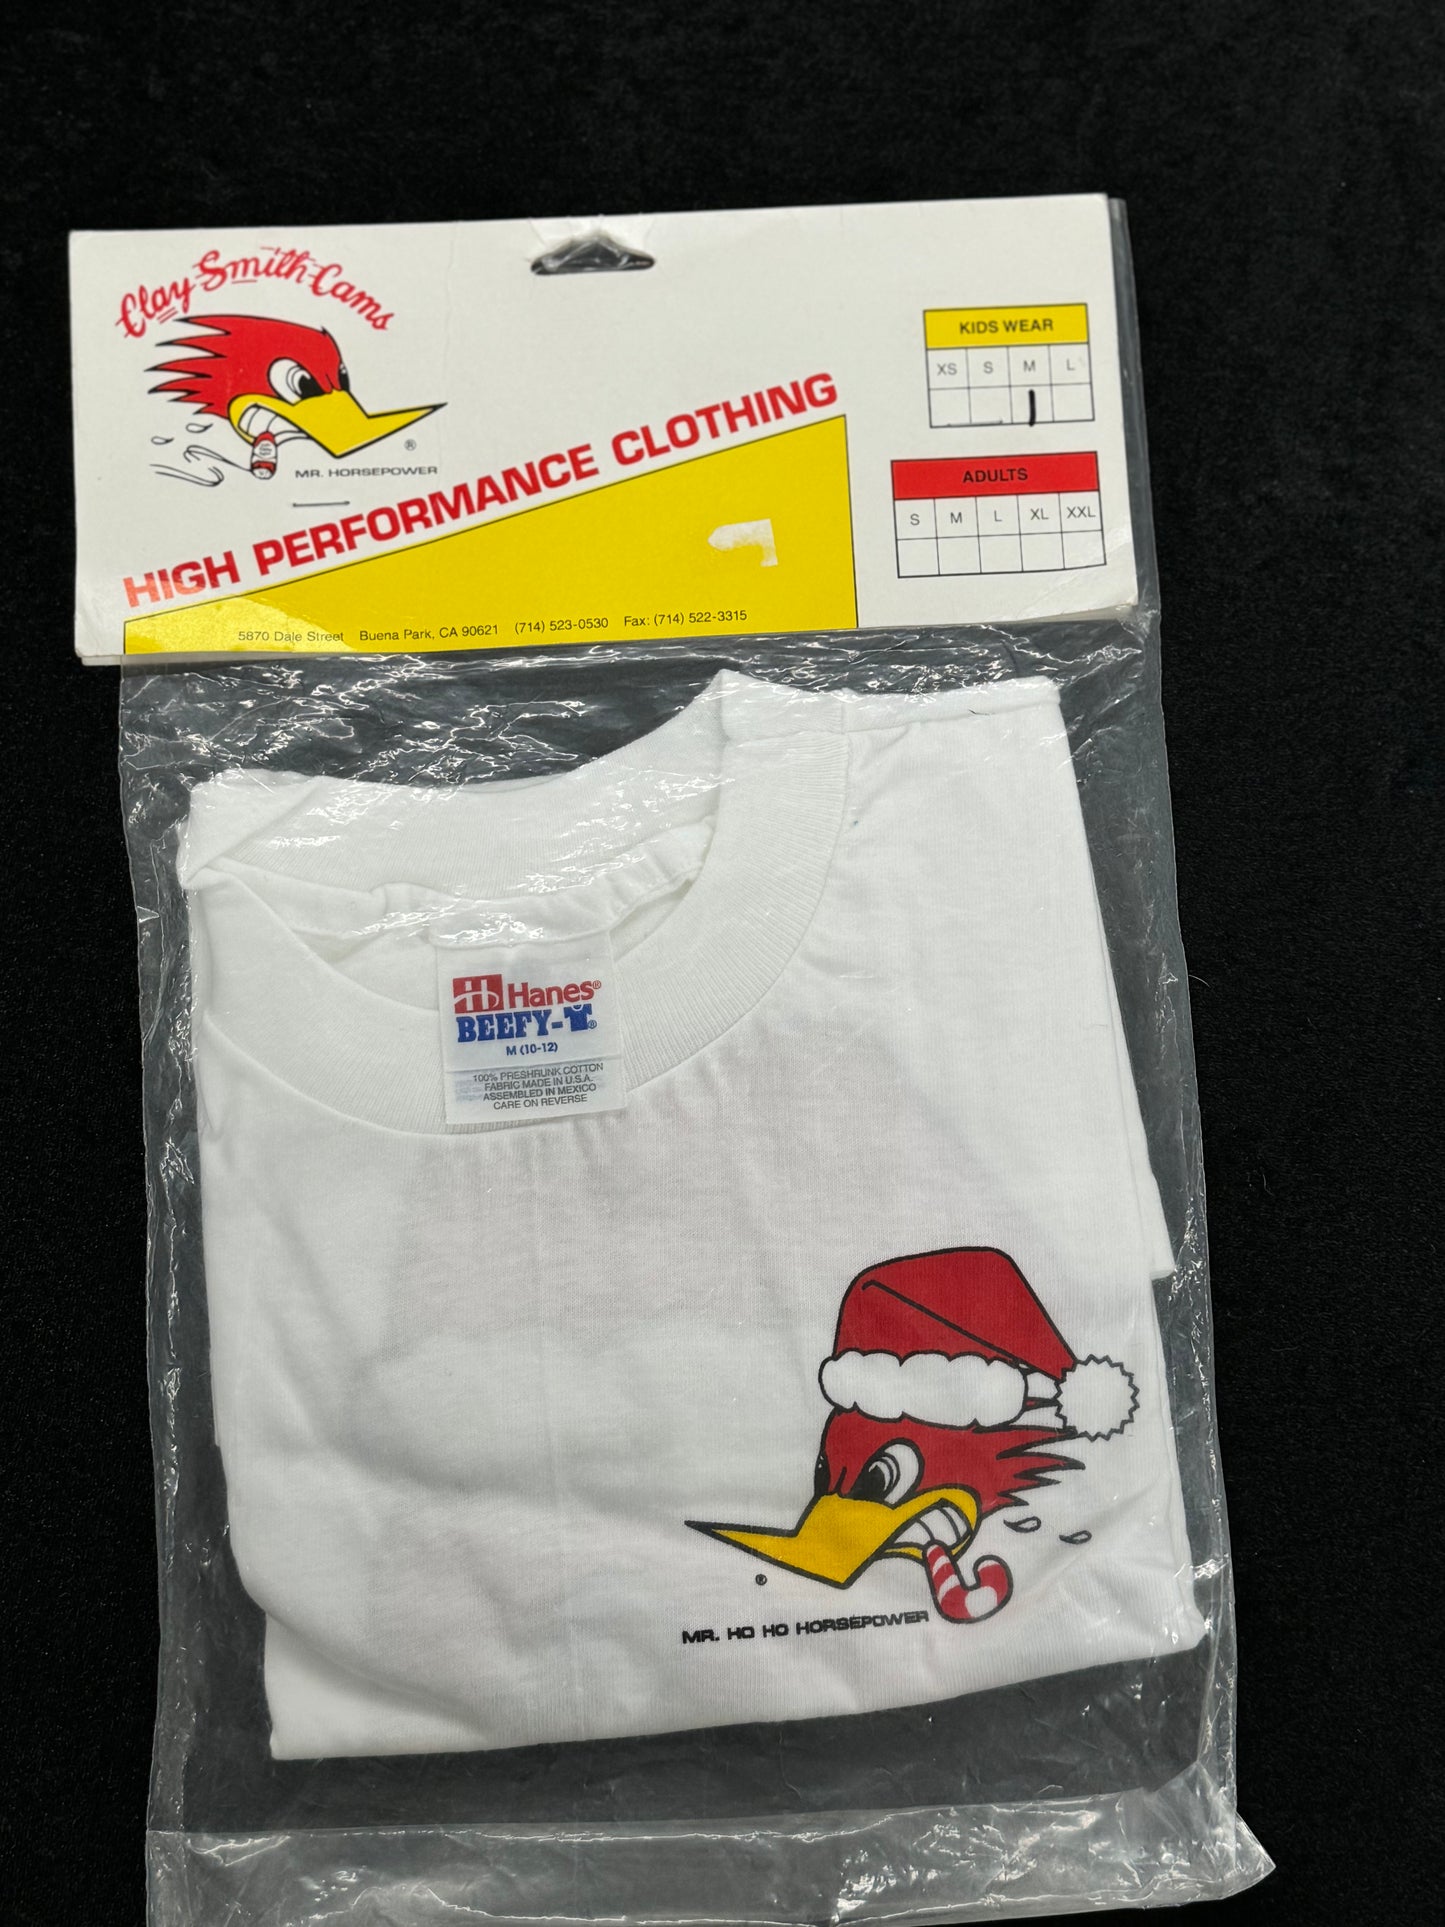 Clay Smith Cams
®
MR. HORSEPOWER
HIGH PERFORMANCE CLOTHING
5870 Dale Street Buena Park, CA 90621 (714) 523-0530 Fax: (714) 522-3315
KIDS WEAR
XS S M L
ADULTS
S M L XL XXL
Hanes®
BEEFY-T®
M (10-12)
100% PRESHRUNK COTTON
FABRIC MADE IN U.S.A.
ASSEMBLED IN MEXICO
CARE ON REVERSE
®
MR. HO HO HORSEPOWER